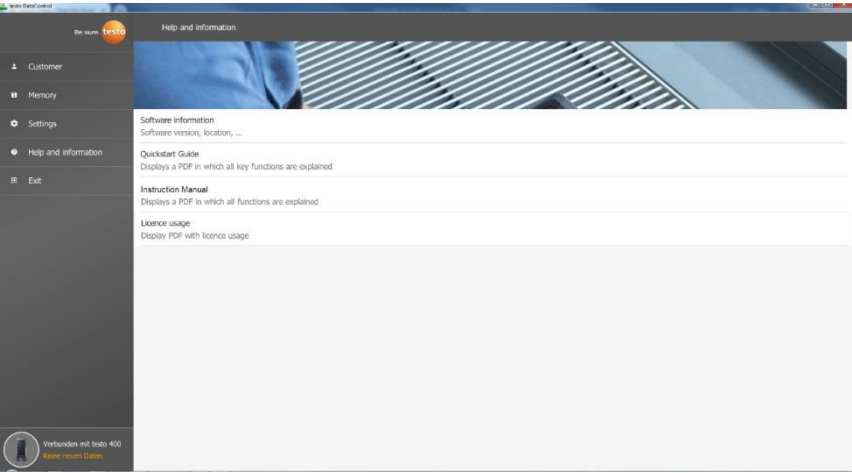 testo DataControl
Be sure. testo
Help and information
Customer
Memory
Settings
Help and information
Exit
Software information
Software version, location, ...
Quickstart Guide
Displays a PDF in which all key functions are explained
Instruction Manual
Displays a PDF in which all functions are explained
Licence usage
Display PDF with licence usage
Verbunden mit testo 400
Keine neuen Daten